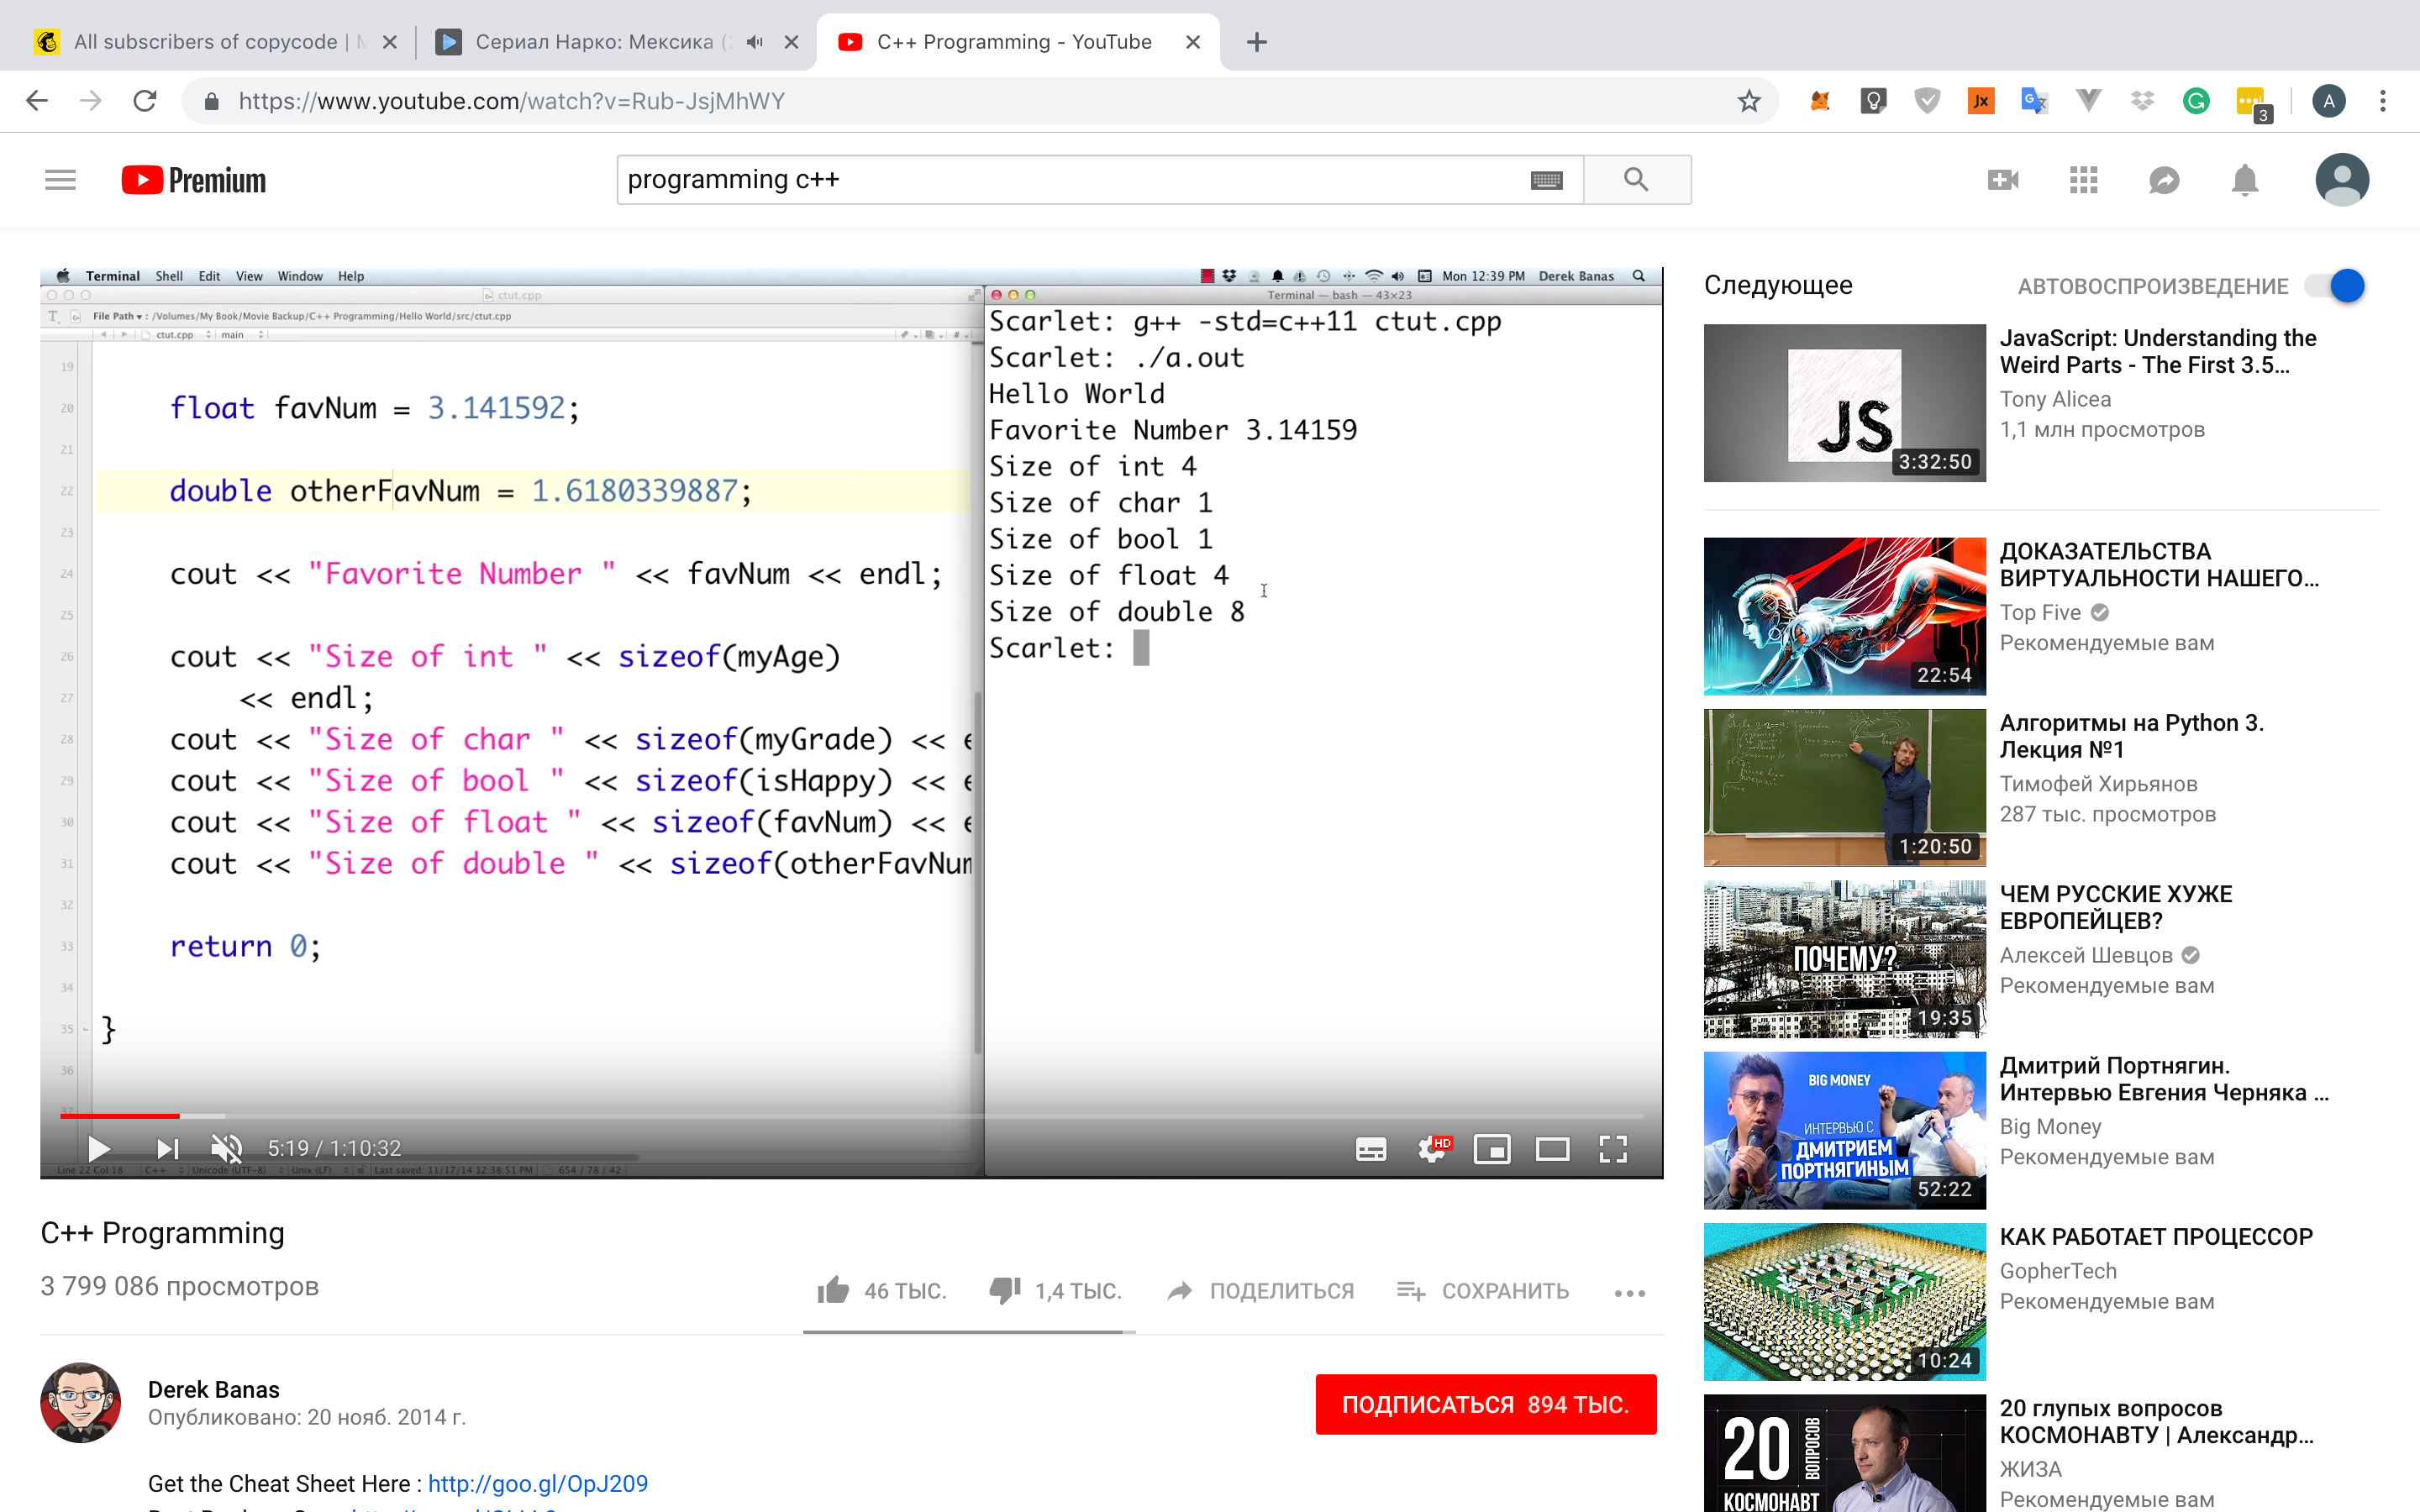 All subscribers of copycode |
Сериал Нарко: Мексика (
C++ Programming - YouTube
https://www.youtube.com/watch?v=Rub-JsjMhWY
Jx
G
3
A
Premium
programming c++
Terminal Shell Edit View Window Help
Mon 12:39 PM Derek Banas
ctut.cpp
File Path ▾ : /Volumes/My Book/Movie Backup/C++ Programming/Hello World/src/ctut.cpp
ctut.cpp main
19
20 float favNum = 3.141592;
21
22 double otherFavNum = 1.6180339887;
23
24 cout << "Favorite Number " << favNum << endl;
25
26 cout << "Size of int " << sizeof(myAge)
27 << endl;
28 cout << "Size of char " << sizeof(myGrade) << e
29 cout << "Size of bool " << sizeof(isHappy) << e
30 cout << "Size of float " << sizeof(favNum) << e
31 cout << "Size of double " << sizeof(otherFavNum
32
33 return 0;
34
35 }
36
37
Line 22 Col 18 C++ Unicode (UTF-8) Unix (LF) Last saved: 11/17/14 12:38:51 PM 654 / 78 / 42
Terminal — bash — 43×23
Scarlet: g++ -std=c++11 ctut.cpp
Scarlet: ./a.out
Hello World
Favorite Number 3.14159
Size of int 4
Size of char 1
Size of bool 1
Size of float 4
Size of double 8
Scarlet:
5:19 / 1:10:32
HD
C++ Programming
3 799 086 просмотров
46 ТЫС.
1,4 ТЫС.
ПОДЕЛИТЬСЯ
СОХРАНИТЬ
Derek Banas
Опубликовано: 20 нояб. 2014 г.
ПОДПИСАТЬСЯ 894 ТЫС.
Get the Cheat Sheet Here : http://goo.gl/OpJ209
Следующее
АВТОВОСПРОИЗВЕДЕНИЕ
JS
3:32:50
JavaScript: Understanding the
Weird Parts - The First 3.5...
Tony Alicea
1,1 млн просмотров
22:54
ДОКАЗАТЕЛЬСТВА
ВИРТУАЛЬНОСТИ НАШЕГО...
Top Five
Рекомендуемые вам
1:20:50
Алгоритмы на Python 3.
Лекция №1
Тимофей Хирьянов
287 тыс. просмотров
ПОЧЕМУ?
19:35
ЧЕМ РУССКИЕ ХУЖЕ
ЕВРОПЕЙЦЕВ?
Алексей Шевцов
Рекомендуемые вам
BIG MONEY
ИНТЕРВЬЮ С
ДМИТРИЕМ
ПОРТНЯГИНЫМ
52:22
Дмитрий Портнягин.
Интервью Евгения Черняка ...
Big Money
Рекомендуемые вам
10:24
КАК РАБОТАЕТ ПРОЦЕССОР
GopherTech
Рекомендуемые вам
20
ВОПРОСОВ
КОСМОНАВТ
20 глупых вопросов
КОСМОНАВТУ | Александр...
ЖИЗА
Рекомендуемые вам